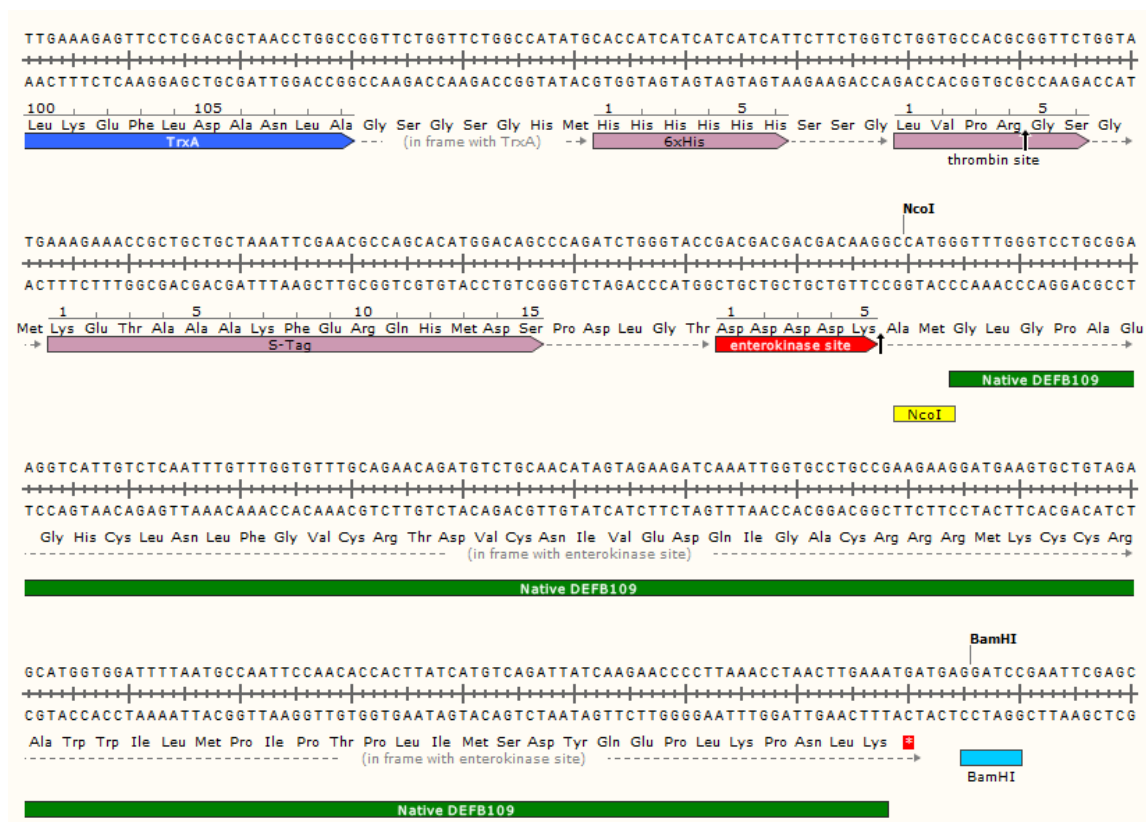 TTGAAAGAGTTCCTCGACGCTAACCTGGCCGGTTCTGGTTCTGGCCATATGCACCATCATCATCATCATTCTTCTGGTCTGGTGCCACGCGGTTCTGGTA
AACTTTCTCAAGGAGCTGCGATTGGACCGGCCAAGACCAAGACCGGTATACGTGGTAGTAGTAGTAGTAAGAAGACCAGACCACGGTGCGCCAAGACCAT
100 105 1 5 1 5
Leu Lys Glu Phe Leu Asp Ala Asn Leu Ala Gly Ser Gly Ser Gly His Met His His His His His His Ser Ser Gly Leu Val Pro Arg Gly Ser Gly
TrxA (in frame with TrxA) 6xHis
thrombin site
NcoI
TGAAAGAAACCGCTGCTGCTAAATTCGAACGCCAGCACATGGACAGCCCAGATCTGGGTACCGACGACGACGACAAGGCCATGGGTTTGGGTCCTGCGGA
ACTTTCTTTGGCGACGACGATTTAAGCTTGCGGTCGTGTACCTGTCGGGTCTAGACCCATGGCTGCTGCTGCTGTTCCGGTACCCAAACCCAGGACGCCT
1 5 10 15 1 5
Met Lys Glu Thr Ala Ala Ala Lys Phe Glu Arg Gln His Met Asp Ser Pro Asp Leu Gly Thr Asp Asp Asp Asp Lys Ala Met Gly Leu Gly Pro Ala Glu
S-Tag enterokinase site
Native DEFB109
NcoI
AGGTCATTGTCTCAATTTGTTTGGTGTTTGCAGAACAGATGTCTGCAACATAGTAGAAGATCAAATTGGTGCCTGCCGAAGAAGGATGAAGTGCTGTAGA
TCCAGTAACAGAGTTAAACAAACCACAAACGTCTTGTCTACAGACGTTGTATCATCTTCTAGTTTAACCACGGACGGCTTCTTCCTACTTCACGACATCT
Gly His Cys Leu Asn Leu Phe Gly Val Cys Arg Thr Asp Val Cys Asn Ile Val Glu Asp Gln Ile Gly Ala Cys Arg Arg Arg Met Lys Cys Cys Arg
(in frame with enterokinase site)
Native DEFB109
BamHI
GCATGGTGGATTTTAATGCCAATTCCAACACCACTTATCATGTCAGATTATCAAGAACCCCTTAAACCTAACTTGAAATGATGAGGATCCGAATTCGAGC
CGTACCACCTAAAATTACGGTTAAGGTTGTGGTGAATAGTACAGTCTAATAGTTCTTGGGGAATTTGGATTGAACTTTACTACTCCTAGGCTTAAGCTCG
Ala Trp Trp Ile Leu Met Pro Ile Pro Thr Pro Leu Ile Met Ser Asp Tyr Gln Glu Pro Leu Lys Pro Asn Leu Lys *
(in frame with enterokinase site)
BamHI
Native DEFB109